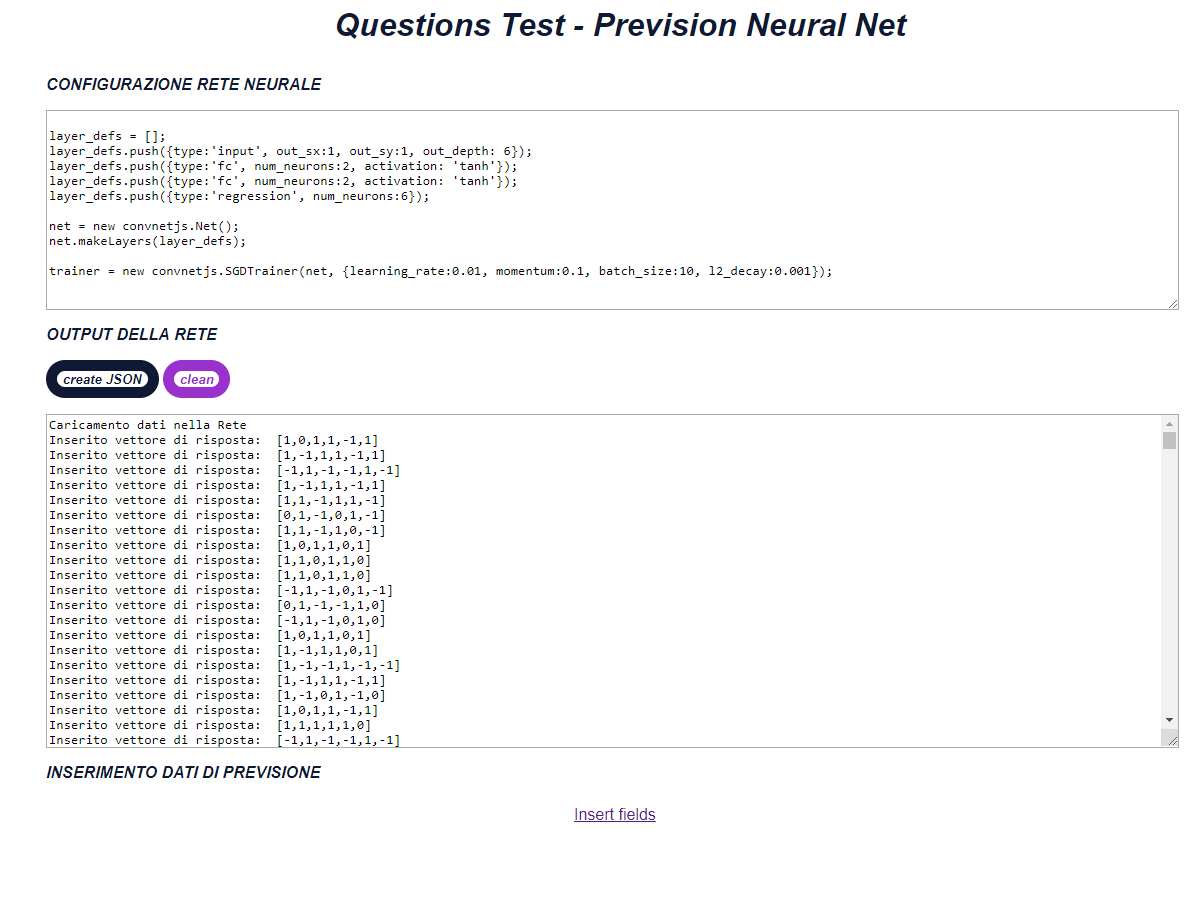 Questions Test - Prevision Neural Net
CONFIGURAZIONE RETE NEURALE
layer_defs = [];
layer_defs.push({type:'input', out_sx:1, out_sy:1, out_depth: 6});
layer_defs.push({type:'fc', num_neurons:2, activation: 'tanh'});
layer_defs.push({type:'fc', num_neurons:2, activation: 'tanh'});
layer_defs.push({type:'regression', num_neurons:6});
net = new convnetjs.Net();
net.makeLayers(layer_defs);
trainer = new convnetjs.SGDTrainer(net, {learning_rate:0.01, momentum:0.1, batch_size:10, l2_decay:0.001});
OUTPUT DELLA RETE
create JSON clean
Caricamento dati nella Rete
Inserito vettore di risposta:  [1,0,1,1,-1,1]
Inserito vettore di risposta:  [1,-1,1,1,-1,1]
Inserito vettore di risposta:  [-1,1,-1,-1,1,-1]
Inserito vettore di risposta:  [1,-1,1,1,-1,1]
Inserito vettore di risposta:  [1,1,-1,1,1,-1]
Inserito vettore di risposta:  [0,1,-1,0,1,-1]
Inserito vettore di risposta:  [1,1,-1,1,0,-1]
Inserito vettore di risposta:  [1,0,1,1,0,1]
Inserito vettore di risposta:  [1,1,0,1,1,0]
Inserito vettore di risposta:  [1,1,0,1,1,0]
Inserito vettore di risposta:  [-1,1,-1,0,1,-1]
Inserito vettore di risposta:  [0,1,-1,-1,1,0]
Inserito vettore di risposta:  [-1,1,-1,0,1,0]
Inserito vettore di risposta:  [1,0,1,1,0,1]
Inserito vettore di risposta:  [1,-1,1,1,0,1]
Inserito vettore di risposta:  [1,-1,-1,1,-1,-1]
Inserito vettore di risposta:  [1,-1,1,1,-1,1]
Inserito vettore di risposta:  [1,-1,0,1,-1,0]
Inserito vettore di risposta:  [1,0,1,1,-1,1]
Inserito vettore di risposta:  [1,1,1,1,1,0]
Inserito vettore di risposta:  [-1,1,-1,-1,1,-1]
INSERIMENTO DATI DI PREVISIONE
Insert fields